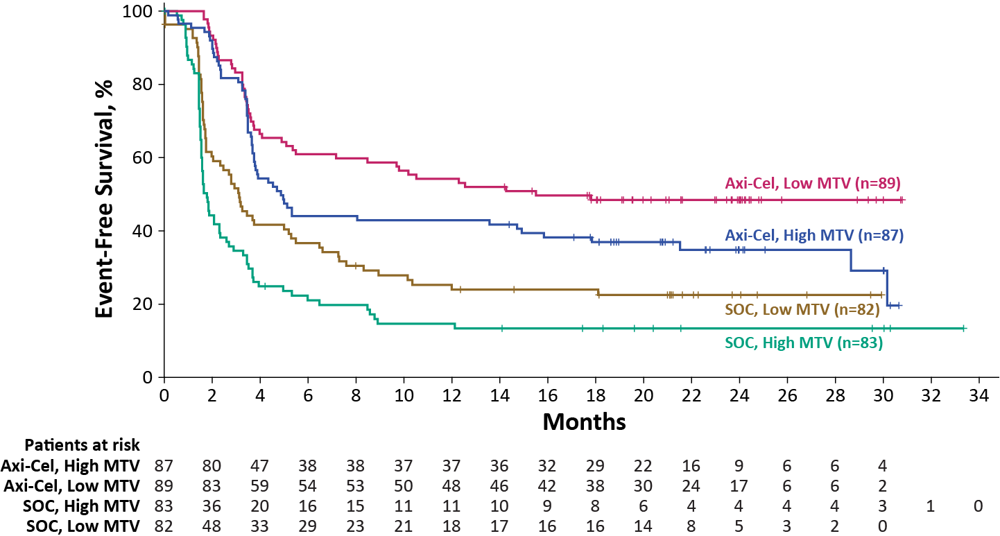 Event-Free Survival, %
100
80
60
40
20
0
Axi-Cel, Low MTV (n=89)
Axi-Cel, High MTV (n=87)
SOC, Low MTV (n=82)
SOC, High MTV (n=83)
0 2 4 6 8 10 12 14 16 18 20 22 24 26 28 30 32 34
Months
Patients at risk
Axi-Cel, High MTV 87 80 47 38 38 37 37 36 32 29 22 16 9 6 6 4
Axi-Cel, Low MTV 89 83 59 54 53 50 48 46 42 38 30 24 17 6 6 2
SOC, High MTV 83 36 20 16 15 11 11 10 9 8 6 4 4 4 4 3 1 0
SOC, Low MTV 82 48 33 29 23 21 18 17 16 16 14 8 5 3 2 0